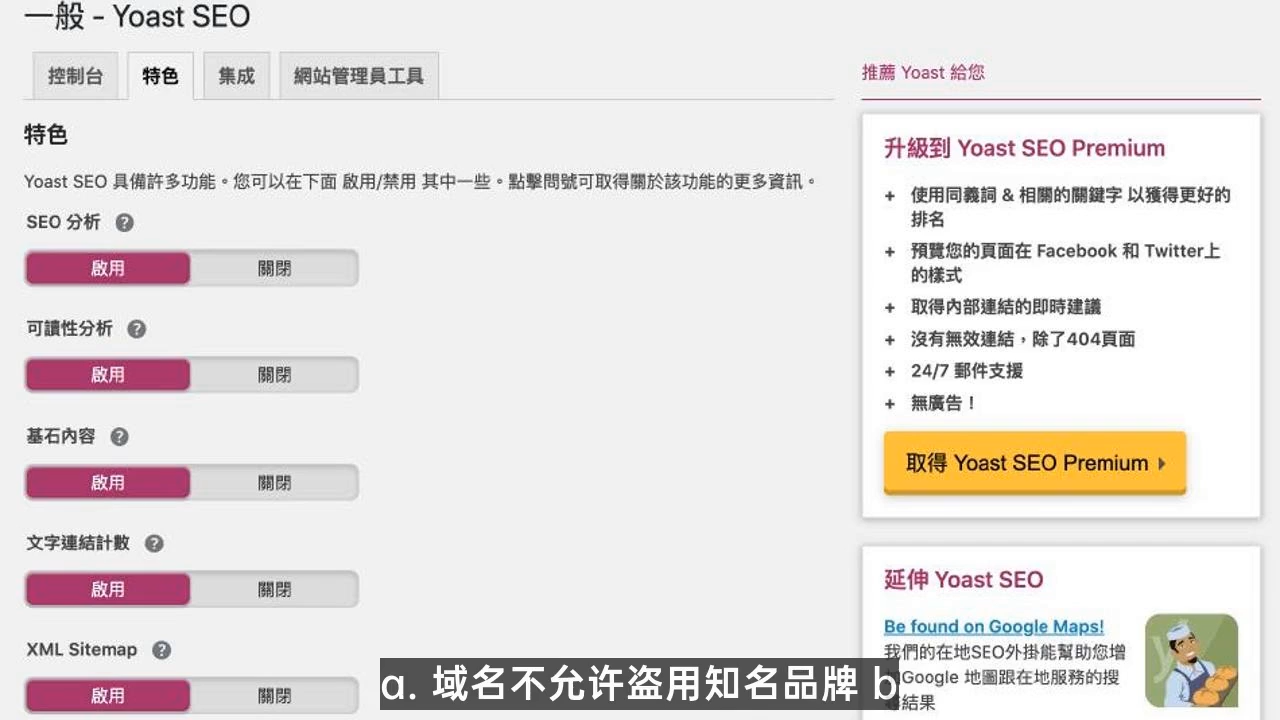 一般 - Yoast SEO
控制台 特色 集成 網站管理員工具
特色
Yoast SEO 具備許多功能。您可以在下面 啟用/禁用 其中一些。點擊問號可取得關於該功能的更多資訊。
SEO 分析 ?
啟用 關閉
可讀性分析 ?
啟用 關閉
基石內容 ?
啟用 關閉
文字連結計數 ?
啟用 關閉
XML Sitemap ?
啟用 關閉
推薦 Yoast 給您
升級到 Yoast SEO Premium
+ 使用同義詞 & 相關的關鍵字 以獲得更好的
排名
+ 預覽您的頁面在 Facebook 和 Twitter上
的樣式
+ 取得內部連結的即時建議
+ 沒有無效連結，除了404頁面
+ 24/7 郵件支援
+ 無廣告！
取得 Yoast SEO Premium
延伸 Yoast SEO
Be found on Google Maps!
我們的在地SEO外掛能幫助您增
Google 地圖跟在地服務的搜
結果
a. 域名不允许盗用知名品牌 b